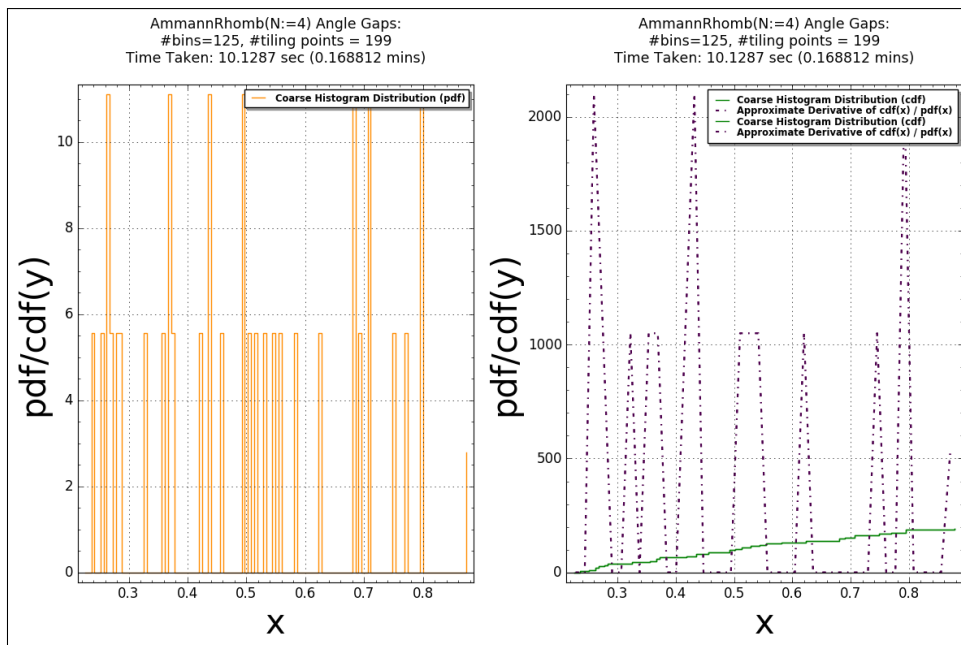 AmmannRhomb(N:=4) Angle Gaps:
#bins=125, #tiling points = 199
Time Taken: 10.1287 sec (0.168812 mins)
Coarse Histogram Distribution (pdf)
pdf/cdf(y)
10
8
6
4
2
0
0.3
0.4
0.5
0.6
0.7
0.8
x
AmmannRhomb(N:=4) Angle Gaps:
#bins=125, #tiling points = 199
Time Taken: 10.1287 sec (0.168812 mins)
Coarse Histogram Distribution (cdf)
Approximate Derivative of cdf(x) / pdf(x)
Coarse Histogram Distribution (cdf)
Approximate Derivative of cdf(x) / pdf(x)
pdf/cdf(y)
2000
1500
1000
500
0
0.3
0.4
0.5
0.6
0.7
0.8
x